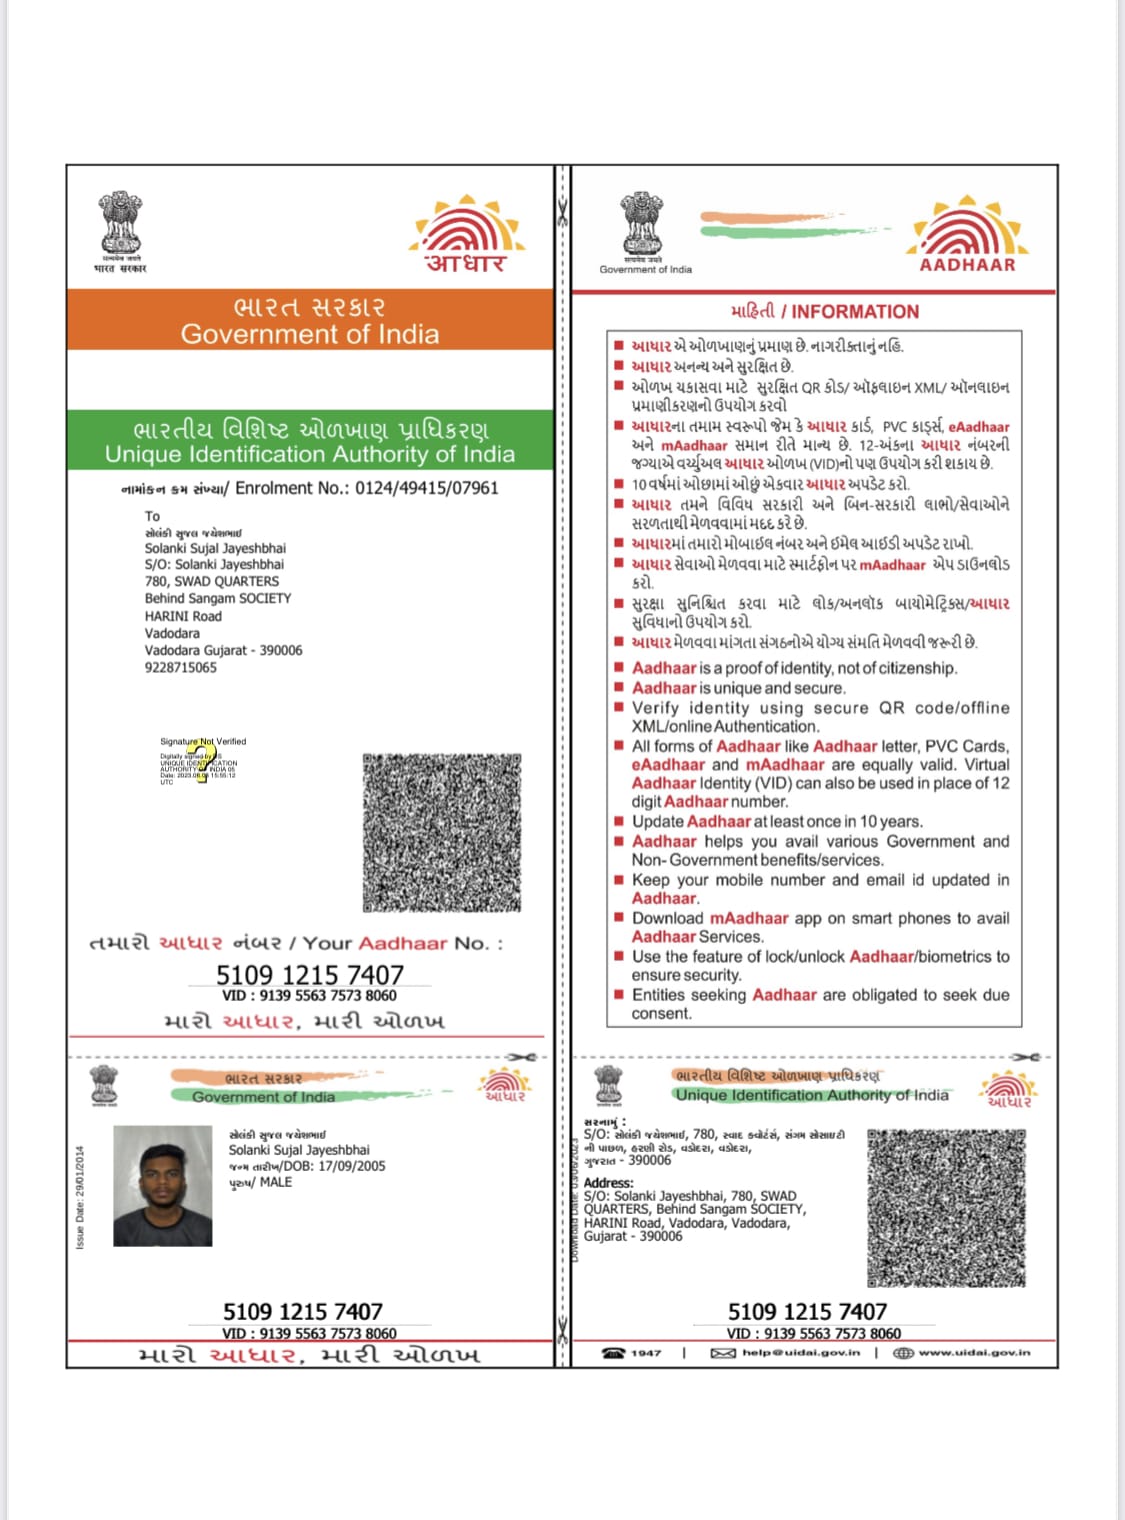 सत्यमेव जयते
भारत सरकार
आधार
ભારત સરકાર
Government of India
ભારતીય વિશિષ્ટ ઓળખાણ પ્રાધિકરણ
Unique Identification Authority of India
નામાંકન ક્રમ સંખ્યા/ Enrolment No.: 0124/49415/07961
To
સોલંકી સુજલ જયેશભાઈ
Solanki Sujal Jayeshbhai
S/O: Solanki Jayeshbhai
780, SWAD QUARTERS
Behind Sangam SOCIETY
HARINI Road
Vadodara
Vadodara Gujarat - 390006
9228715065
Signature Not Verified
Digitally signed by DS
UNIQUE IDENTIFICATION
AUTHORITY OF INDIA 05
Date: 2023.06.03 15:55:12
UTC
તમારો આધાર નંબર / Your Aadhaar No. :
5109 1215 7407
VID : 9139 5563 7573 8060
મારો આધાર, મારી ઓળખ
सत्यमेव जयते
Government of India
AADHAAR
માહિતી / INFORMATION
આધાર એ ઓળખાણનું પ્રમાણ છે. નાગરીકતાનું નહિ.
આધાર અનન્ય અને સુરક્ષિત છે.
ઓળખ ચકાસવા માટે સુરક્ષિત QR કોડ/ ઑફલાઇન XML/ ઑનલાઇન
પ્રમાણીકરણનો ઉપયોગ કરવો
આધારના તમામ સ્વરૂપો જેમ કે આધાર કાર્ડ, PVC કાર્ડ્સ, eAadhaar
અને mAadhaar સમાન રીતે માન્ય છે. 12-અંકના આધાર નંબરની
જગ્યાએ વર્ચ્યુઅલ આધાર ઓળખ (VID)નો પણ ઉપયોગ કરી શકાય છે.
10 વર્ષમાં ઓછામાં ઓછું એકવાર આધાર અપડેટ કરો.
આધાર તમને વિવિધ સરકારી અને બિન-સરકારી લાભો/સેવાઓને
સરળતાથી મેળવવામાં મદદ કરે છે.
આધારમાં તમારો મોબાઈલ નંબર અને ઈમેલ આઈડી અપડેટ રાખો.
આધાર સેવાઓ મેળવવા માટે સ્માર્ટફોન પર mAadhaar એપ ડાઉનલોડ
કરો.
સુરક્ષા સુનિશ્ચિત કરવા માટે લોક/અનલૉક બાયોમેટ્રિક્સ/આધાર
સુવિધાનો ઉપયોગ કરો.
આધાર મેળવવા માંગતા સંગઠનોએ યોગ્ય સંમતિ મેળવવી જરૂરી છે.
Aadhaar is a proof of identity, not of citizenship.
Aadhaar is unique and secure.
Verify identity using secure QR code/offline
XML/online Authentication.
All forms of Aadhaar like Aadhaar letter, PVC Cards,
eAadhaar and mAadhaar are equally valid. Virtual
Aadhaar Identity (VID) can also be used in place of 12
digit Aadhaar number.
Update Aadhaar at least once in 10 years.
Aadhaar helps you avail various Government and
Non- Government benefits/services.
Keep your mobile number and email id updated in
Aadhaar.
Download mAadhaar app on smart phones to avail
Aadhaar Services.
Use the feature of lock/unlock Aadhaar/biometrics to
ensure security.
Entities seeking Aadhaar are obligated to seek due
consent.
ભારત સરકાર
Government of India
આધાર
Issue Date: 29/01/2014
સોલંકી સુજલ જયેશભાઈ
Solanki Sujal Jayeshbhai
જન્મ તારીખ/DOB: 17/09/2005
પુરુષ/ MALE
5109 1215 7407
VID : 9139 5563 7573 8060
મારો આધાર, મારી ઓળખ
ભારતીય વિશિષ્ટ ઓળખાણ પ્રાધિકરણ
Unique Identification Authority of India
આધાર
Download Date: 03/06/2023
સરનામું :
S/O: સોલંકી જયેશભાઈ, 780, સ્વાદ ક્વોર્ટર્સ, સંગમ સોસાઇટી
ની પાછળ, હરણી રોડ, વડોદરા, વડોદરા,
ગુજરાત - 390006
Address:
S/O: Solanki Jayeshbhai, 780, SWAD
QUARTERS, Behind Sangam SOCIETY,
HARINI Road, Vadodara, Vadodara,
Gujarat - 390006
5109 1215 7407
VID : 9139 5563 7573 8060
1947 | help@uidai.gov.in | www.uidai.gov.in